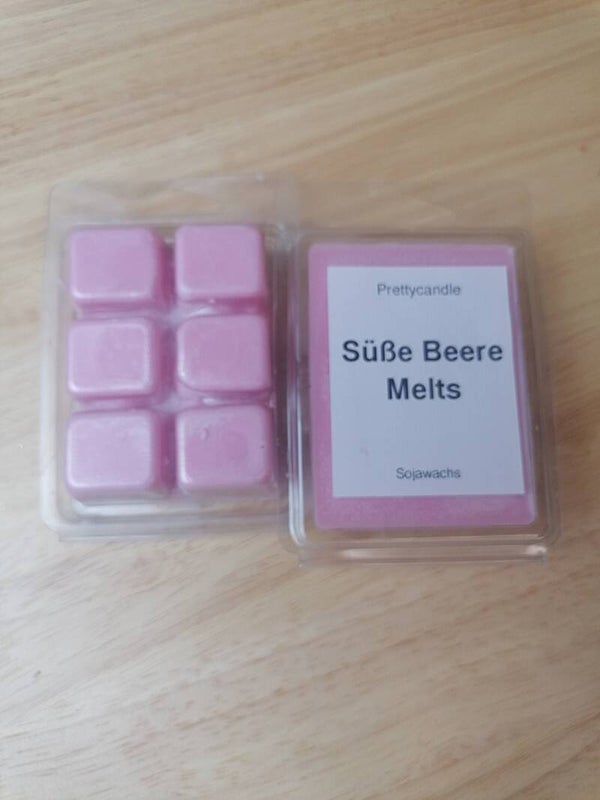 Prettycandle
Süße Beere
Melts
Sojawachs